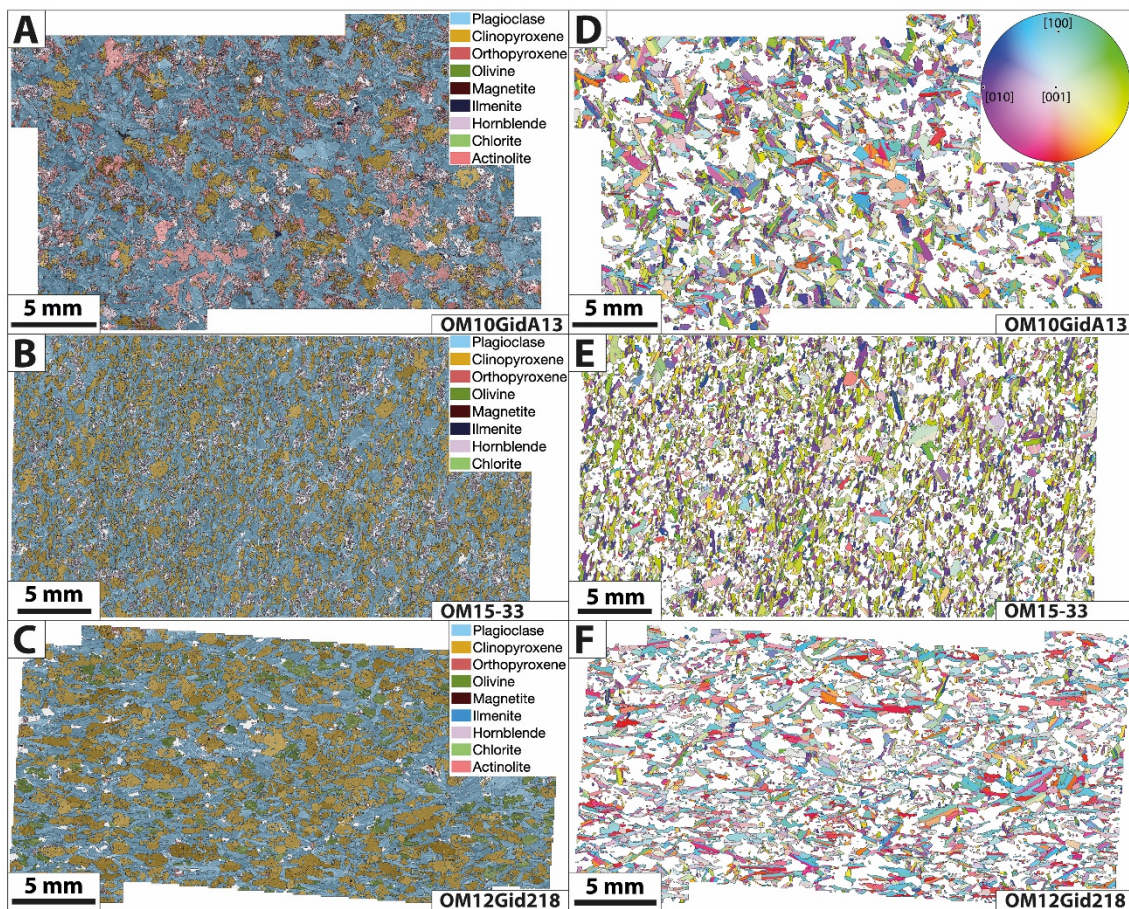 A
Plagioclase
Clinopyroxene
Orthopyroxene
Olivine
Magnetite
Ilmenite
Hornblende
Chlorite
Actinolite
5 mm
OM10GidA13
D
[100]
[010]
[001]
5 mm
OM10GidA13
B
Plagioclase
Clinopyroxene
Orthopyroxene
Olivine
Magnetite
Ilmenite
Hornblende
Chlorite
5 mm
OM15-33
E
5 mm
OM15-33
C
Plagioclase
Clinopyroxene
Orthopyroxene
Olivine
Magnetite
Ilmenite
Hornblende
Chlorite
Actinolite
5 mm
OM12Gid218
F
5 mm
OM12Gid218